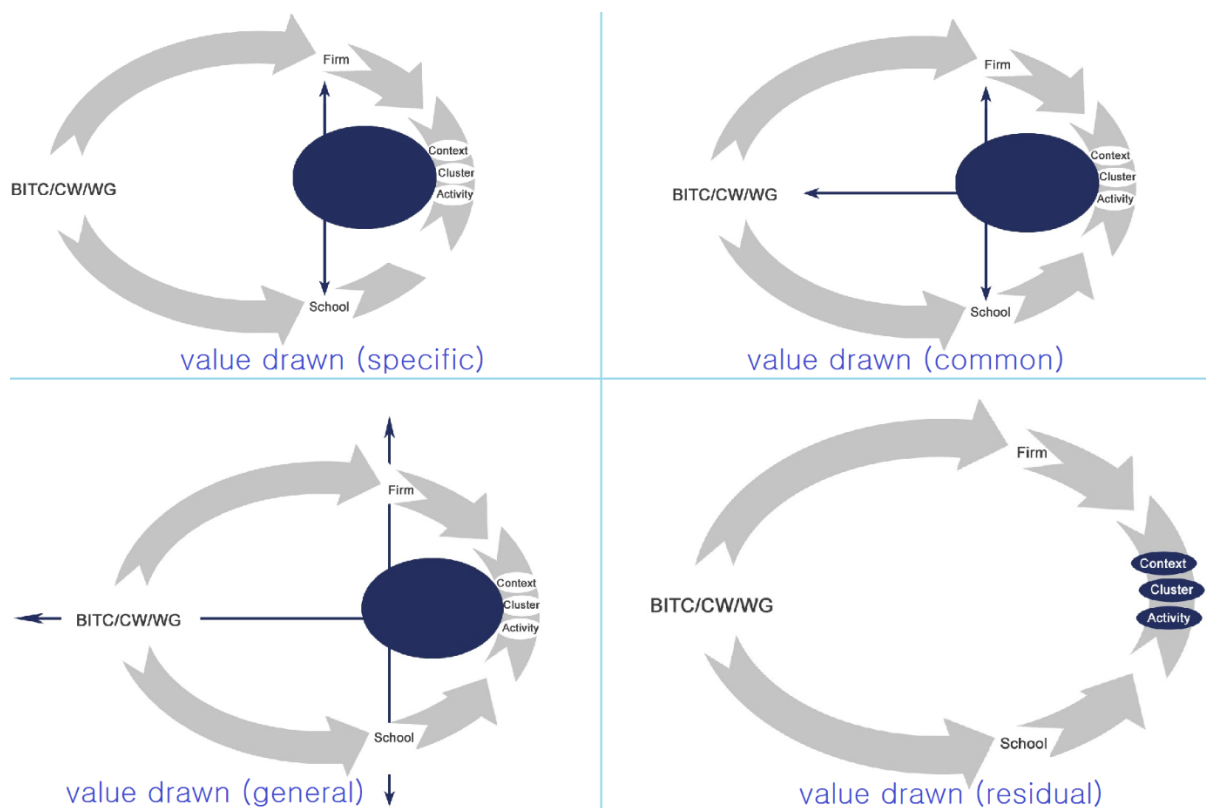 Firm
Context
Cluster
BITC/CW/WG
Activity
School
value drawn (specific)
Firm
Context
Cluster
BITC/CW/WG
Activity
School
value drawn (common)
Firm
Context
Cluster
BITC/CW/WG
Activity
School
value drawn (general)
Firm
Context
Cluster
BITC/CW/WG
Activity
School
value drawn (residual)